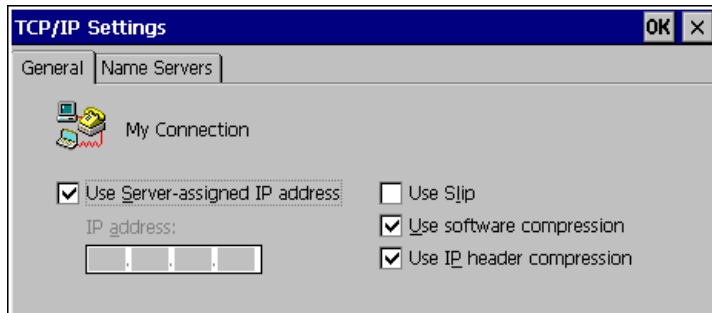 TCP/IP Settings OK ×
General Name Servers
My Connection
Use Server-assigned IP address
IP address:
Use Slip
Use software compression
Use IP header compression